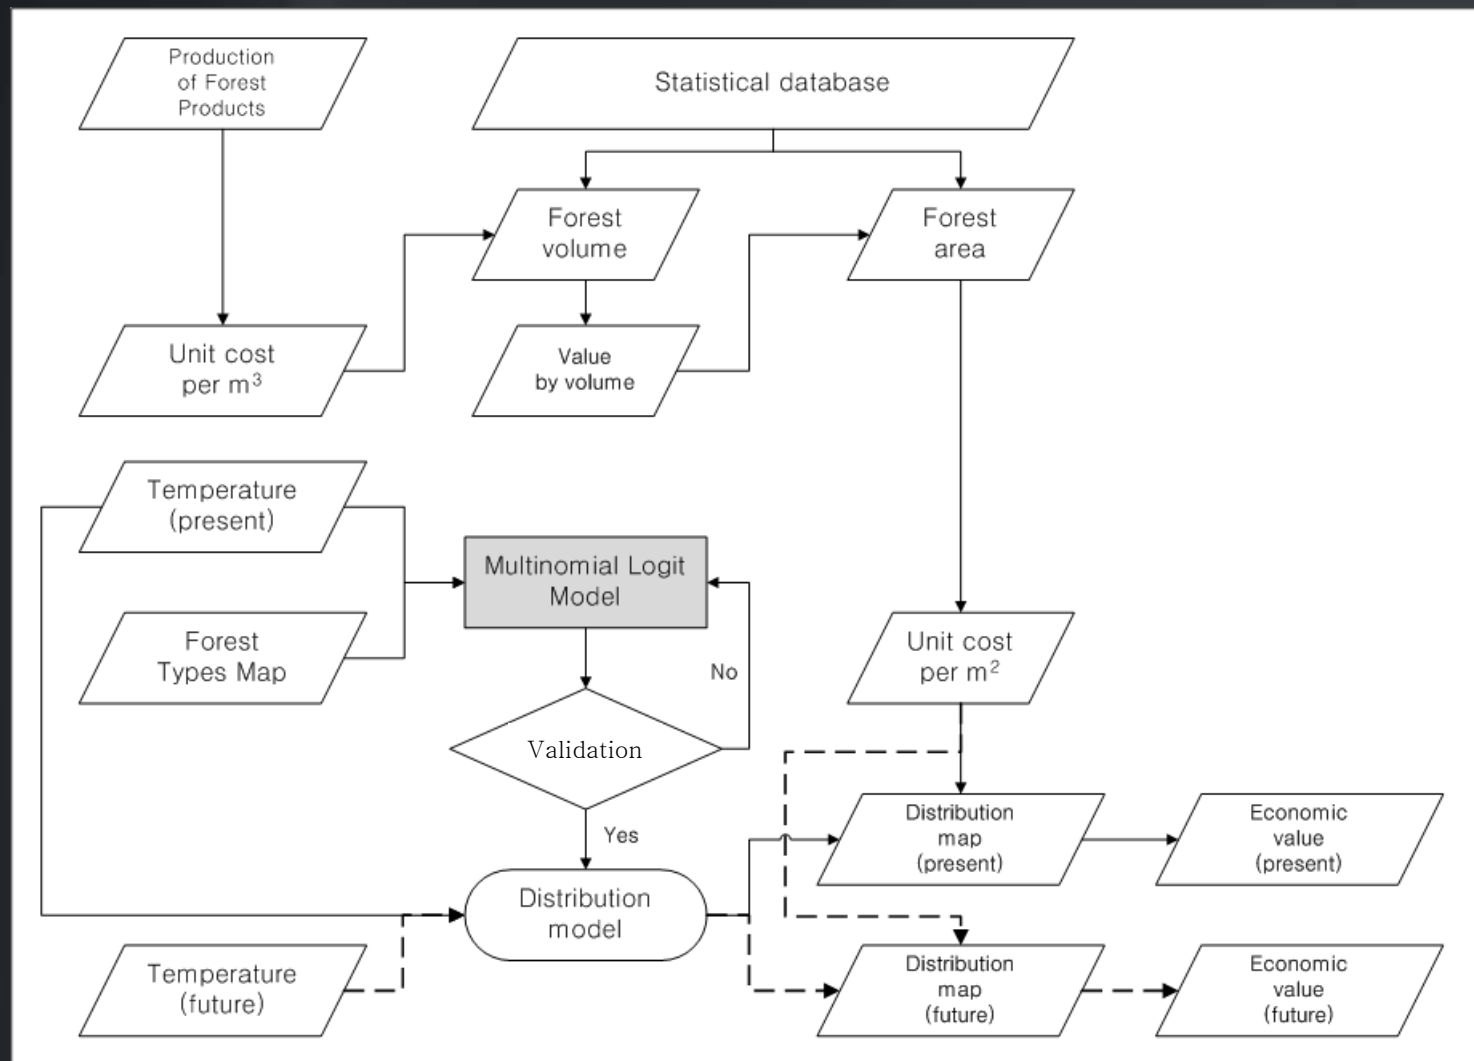 Production
of Forest
Products
Statistical database
Forest
volume
Forest
area
Unit cost
per m³
Value
by volume
Temperature
(present)
Multinomial Logit
Model
Forest
Types Map
No
Unit cost
per m²
Validation
Yes
Distribution
map
(present)
Economic
value
(present)
Distribution
model
Temperature
(future)
Distribution
map
(future)
Economic
value
(future)